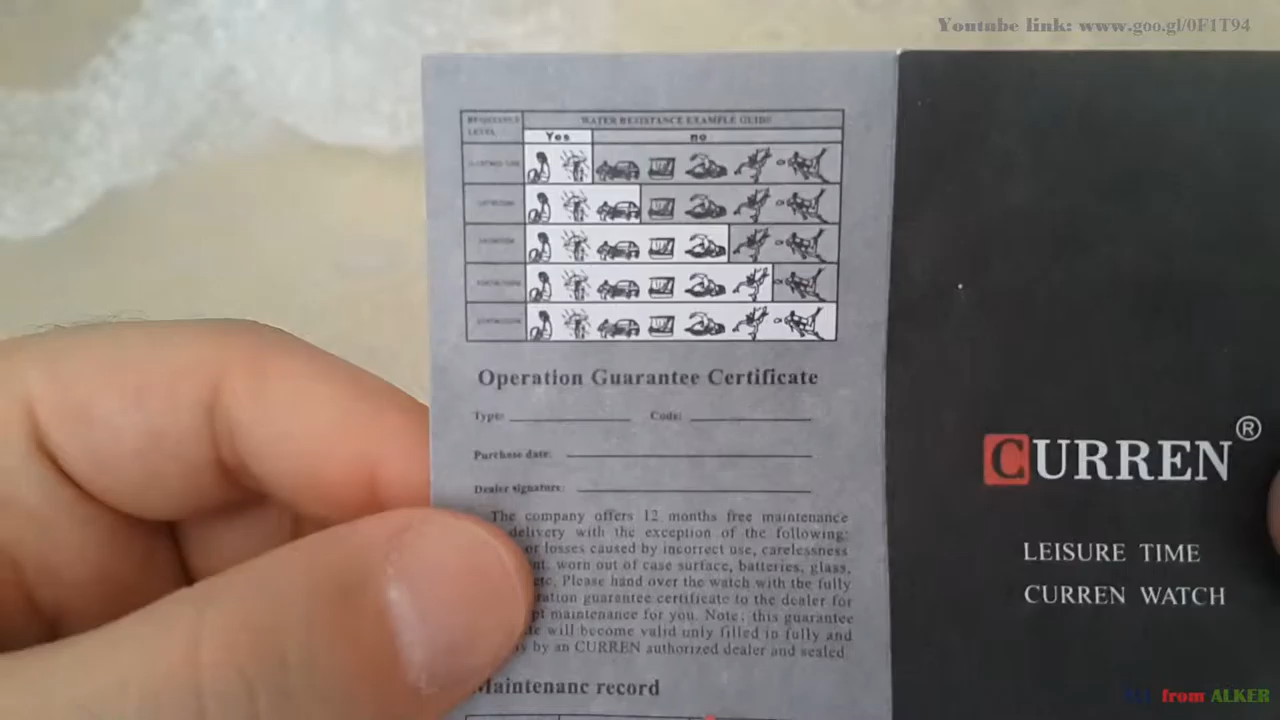 Youtube link: www.goo.gl/0F1T94
RESISTANCE LEVEL
WATER RESISTANCE EXAMPLE GUIDE
Yes
no
Operation Guarantee Certificate
Type: Code:
Purchase date:
Dealer signature:
The company offers 12 months free maintenance
delivery with the exception of the following:
or losses caused by incorrect use, carelessness
worn out of case surface, batteries, glass,
etc. Please hand over the watch with the fully
guarantee certificate to the dealer for
maintenance for you. Note: this guarantee
will become valid only filled in fully and
by an CURREN authorized dealer and sealed.
Maintenanc record
CURREN®
LEISURE TIME
CURREN WATCH
from ALKER